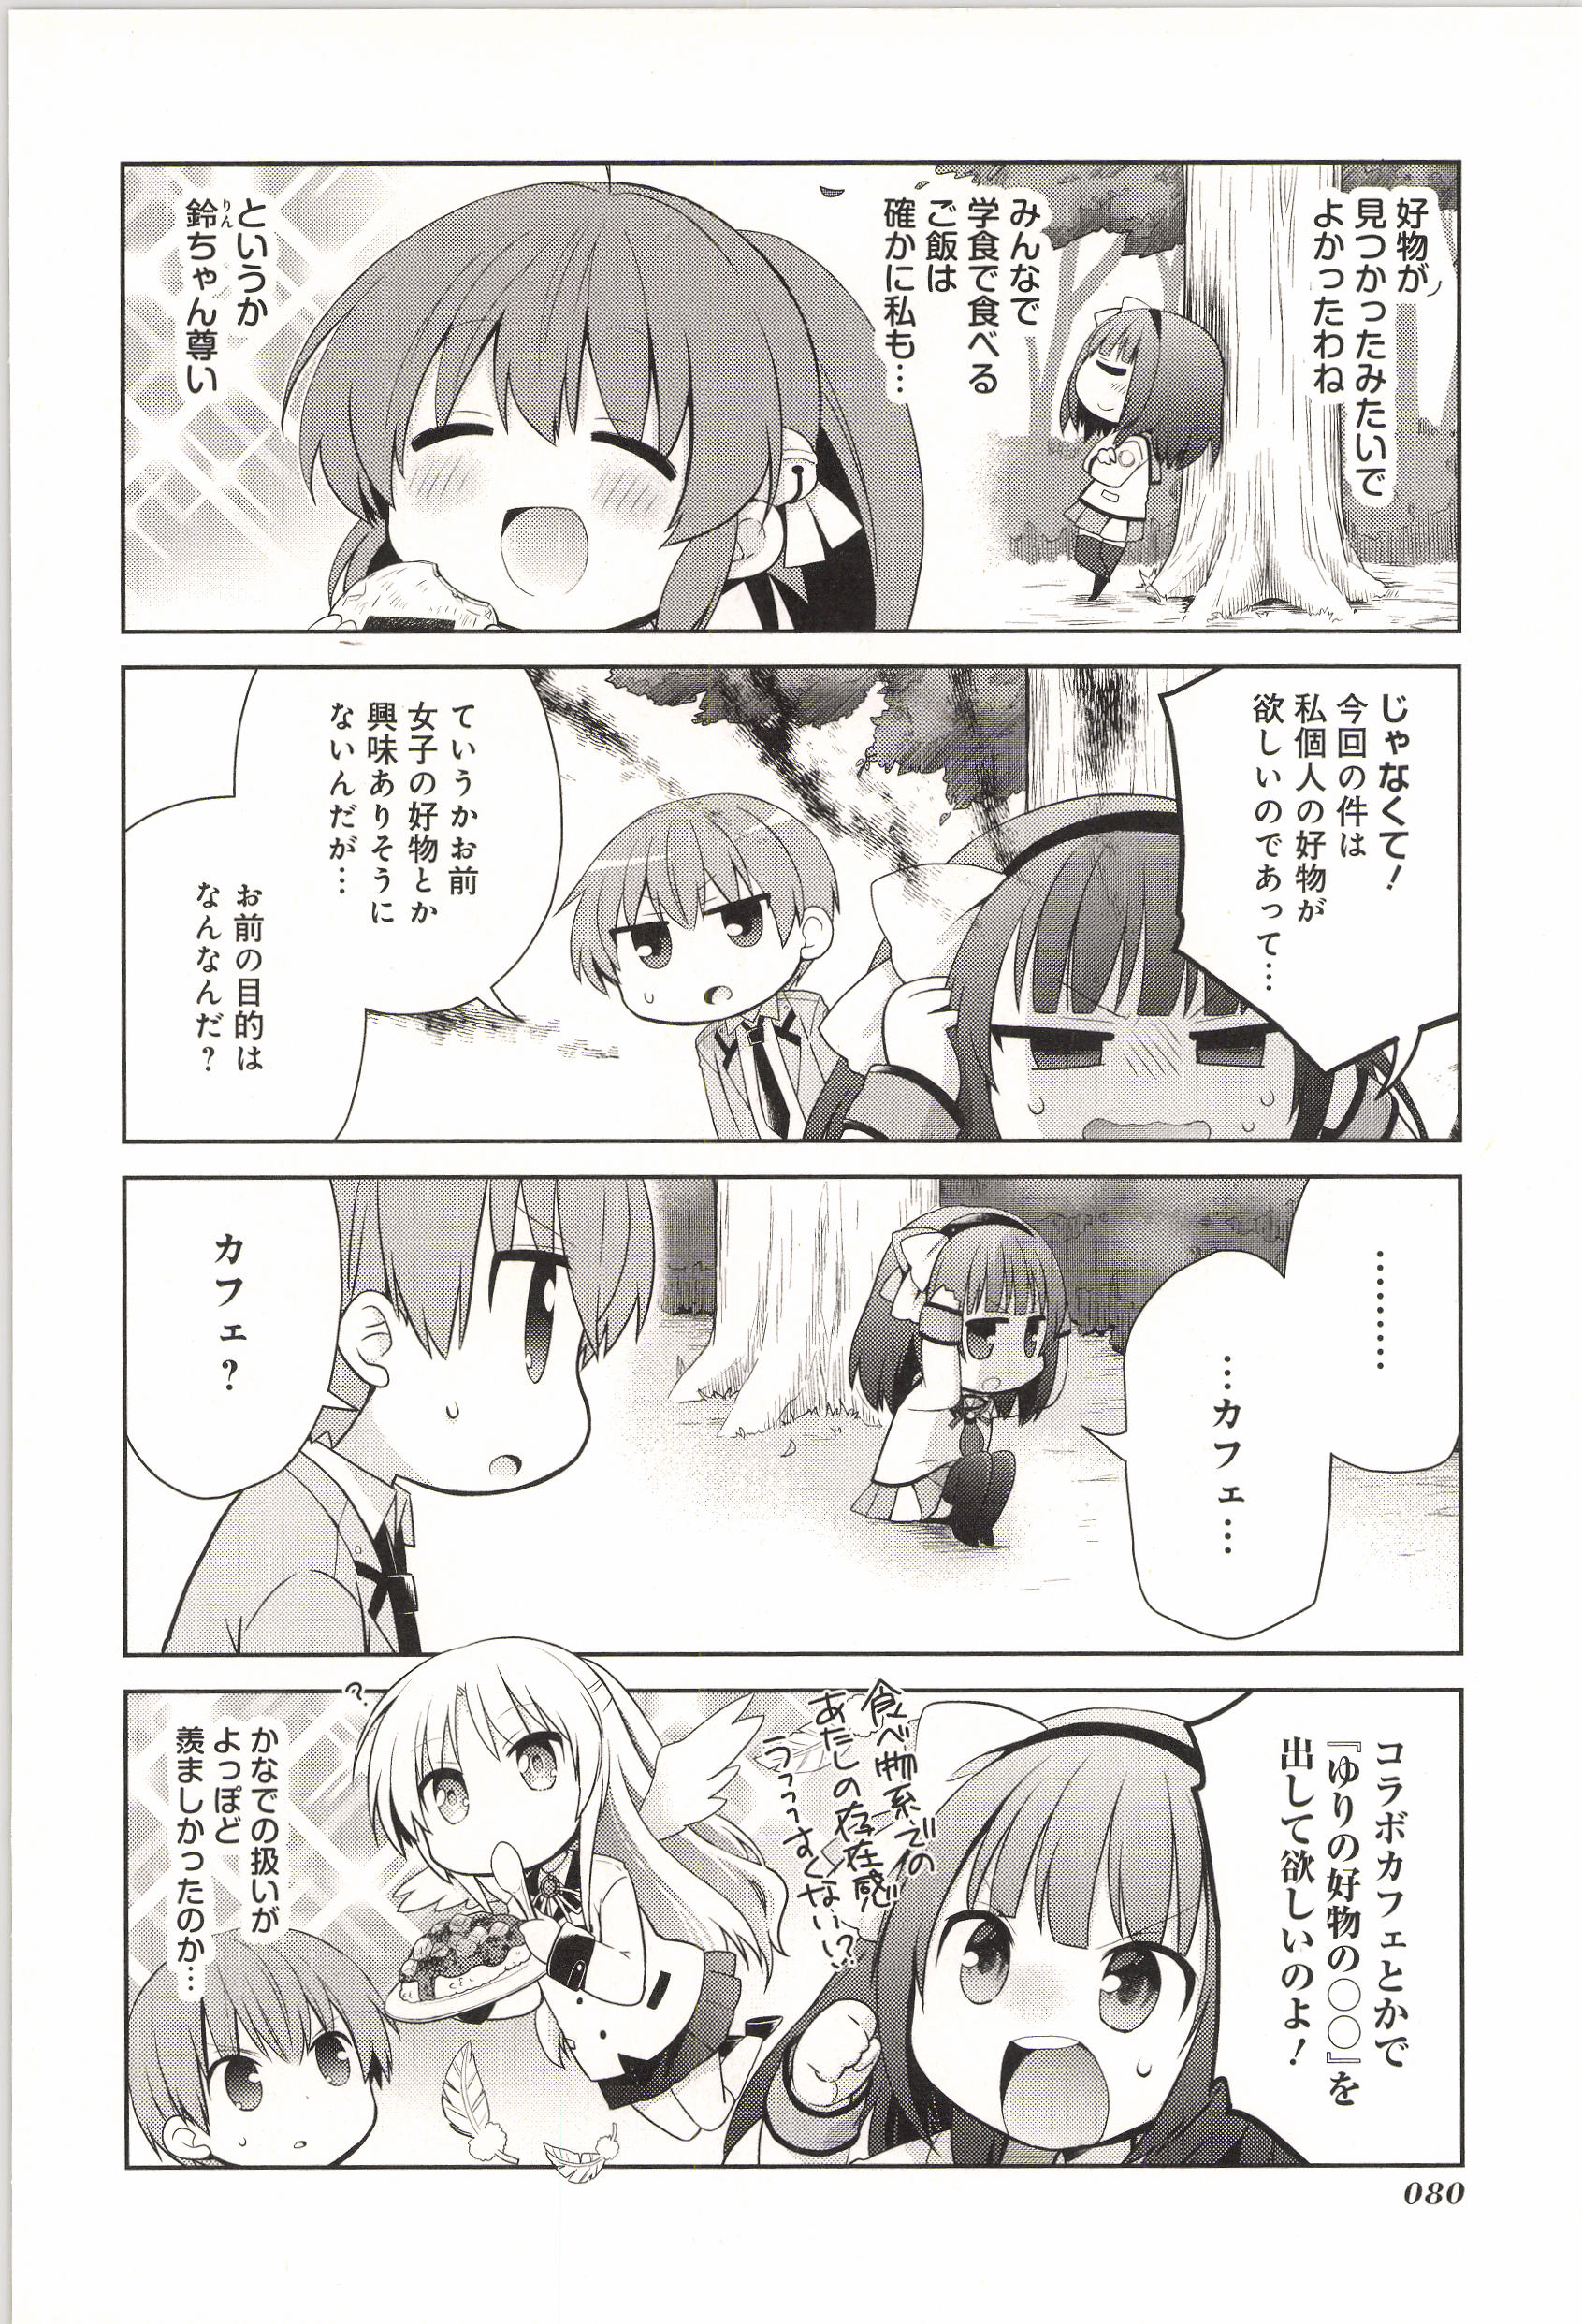 好物が
見つかったみたいで
よかったわね
みんなで
学食で食べる
ご飯は
確かに私も…
というか
鈴ちゃん尊い
りん
じゃなくて！
今回の件は
私個人の好物が
欲しいのであって…
ていうかお前
女子の好物とか
興味ありそうに
ないんだが…
お前の目的は
なんなんだ？
………
…カフェ…
カフェ？
コラボカフェとかで
『ゆりの好物の〇〇』を
出して欲しいのよ！
食べ物系での
あたしの存在感
うっっっすくない!?
?
かなでの扱いが
よっぽど
羨ましかったのか…
080